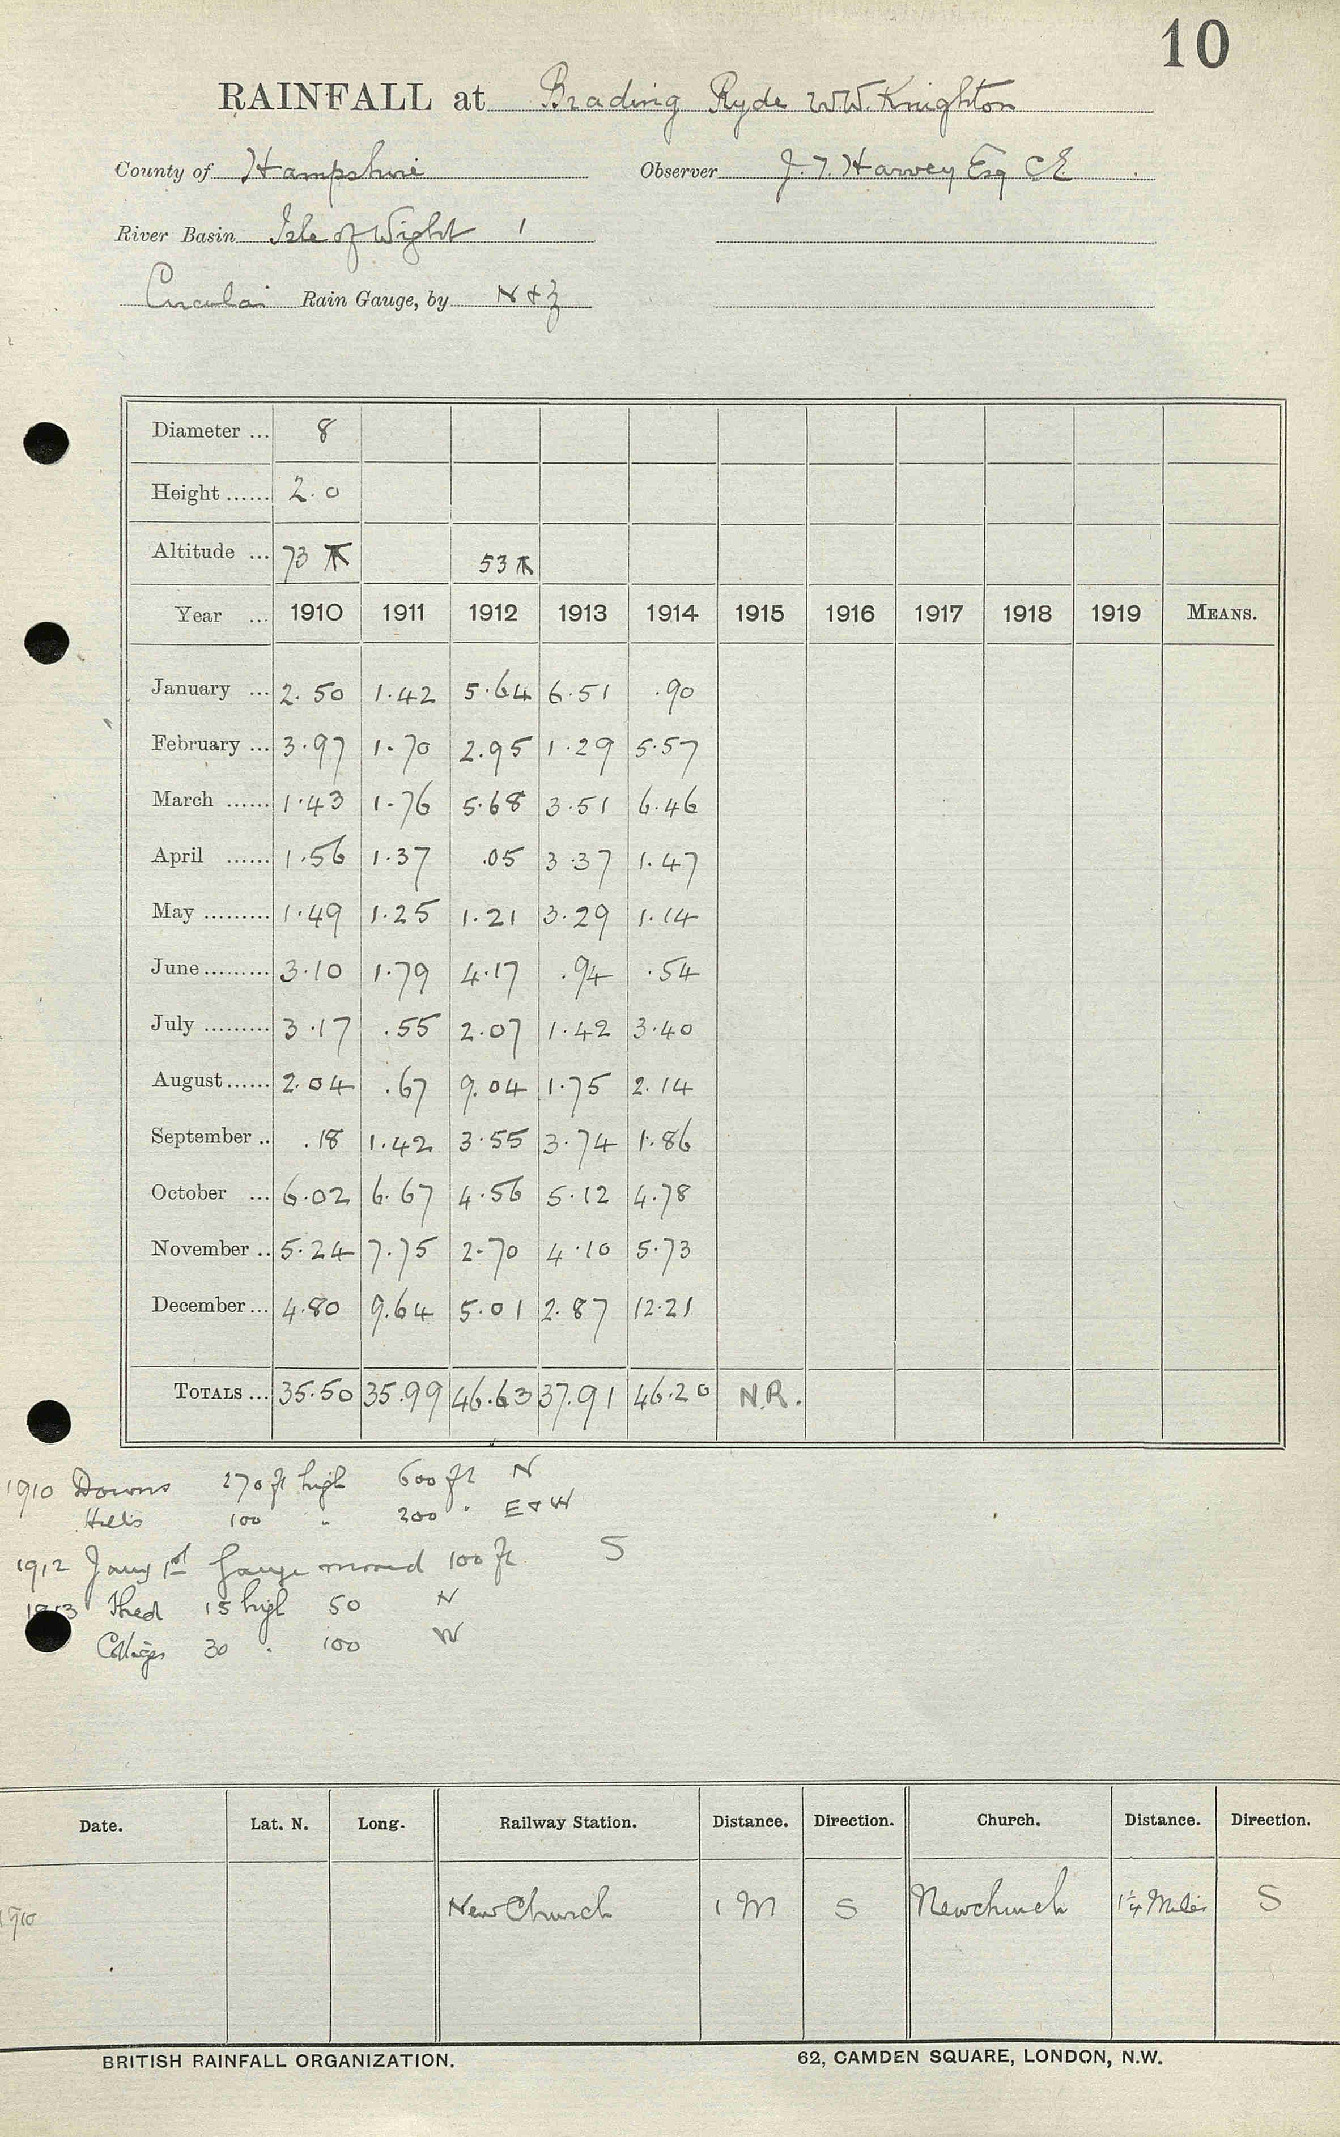 10
RAINFALL at Brading Ryde WW. Knighton
County of Hampshire Observer J. T. Harvey Esq CE
River Basin Isle of Wight 1
Circular Rain Gauge, by N & Z
Diameter ... 8
Height ...... 2.0
Altitude ... 73 53
Year ... 1910 1911 1912 1913 1914 1915 1916 1917 1918 1919 MEANS.
January ... 2.50 1.42 5.64 6.51 .90
February ... 3.97 1.70 2.95 1.29 5.57
March ...... 1.43 1.76 5.68 3.51 6.46
April ...... 1.56 1.37 .05 3.37 1.47
May ......... 1.49 1.25 1.21 3.29 1.14
June ......... 3.10 1.79 4.17 .94 .54
July ......... 3.17 .55 2.07 1.42 3.40
August ...... 2.04 .67 9.04 1.75 2.14
September .. .18 1.42 3.55 3.74 1.86
October ... 6.02 6.67 4.56 5.12 4.78
November .. 5.24 7.75 2.70 4.10 5.73
December ... 4.80 9.64 5.01 2.87 12.21
TOTALS ... 35.50 35.99 46.63 37.91 46.20 N.R.
1910 Downs 270 ft high 600 ft N
Hills 100 " 200 " E & W
1912 Jany 1st Gauge moved 100 ft S
1913 Shed 15 high 50 N
Cottages 30 " 100 W
Date. Lat. N. Long. Railway Station. Distance. Direction. Church. Distance. Direction.
1910 NewChurch 1 M S Newchurch 1¼ Miles S
BRITISH RAINFALL ORGANIZATION. 62, CAMDEN SQUARE, LONDON, N.W.